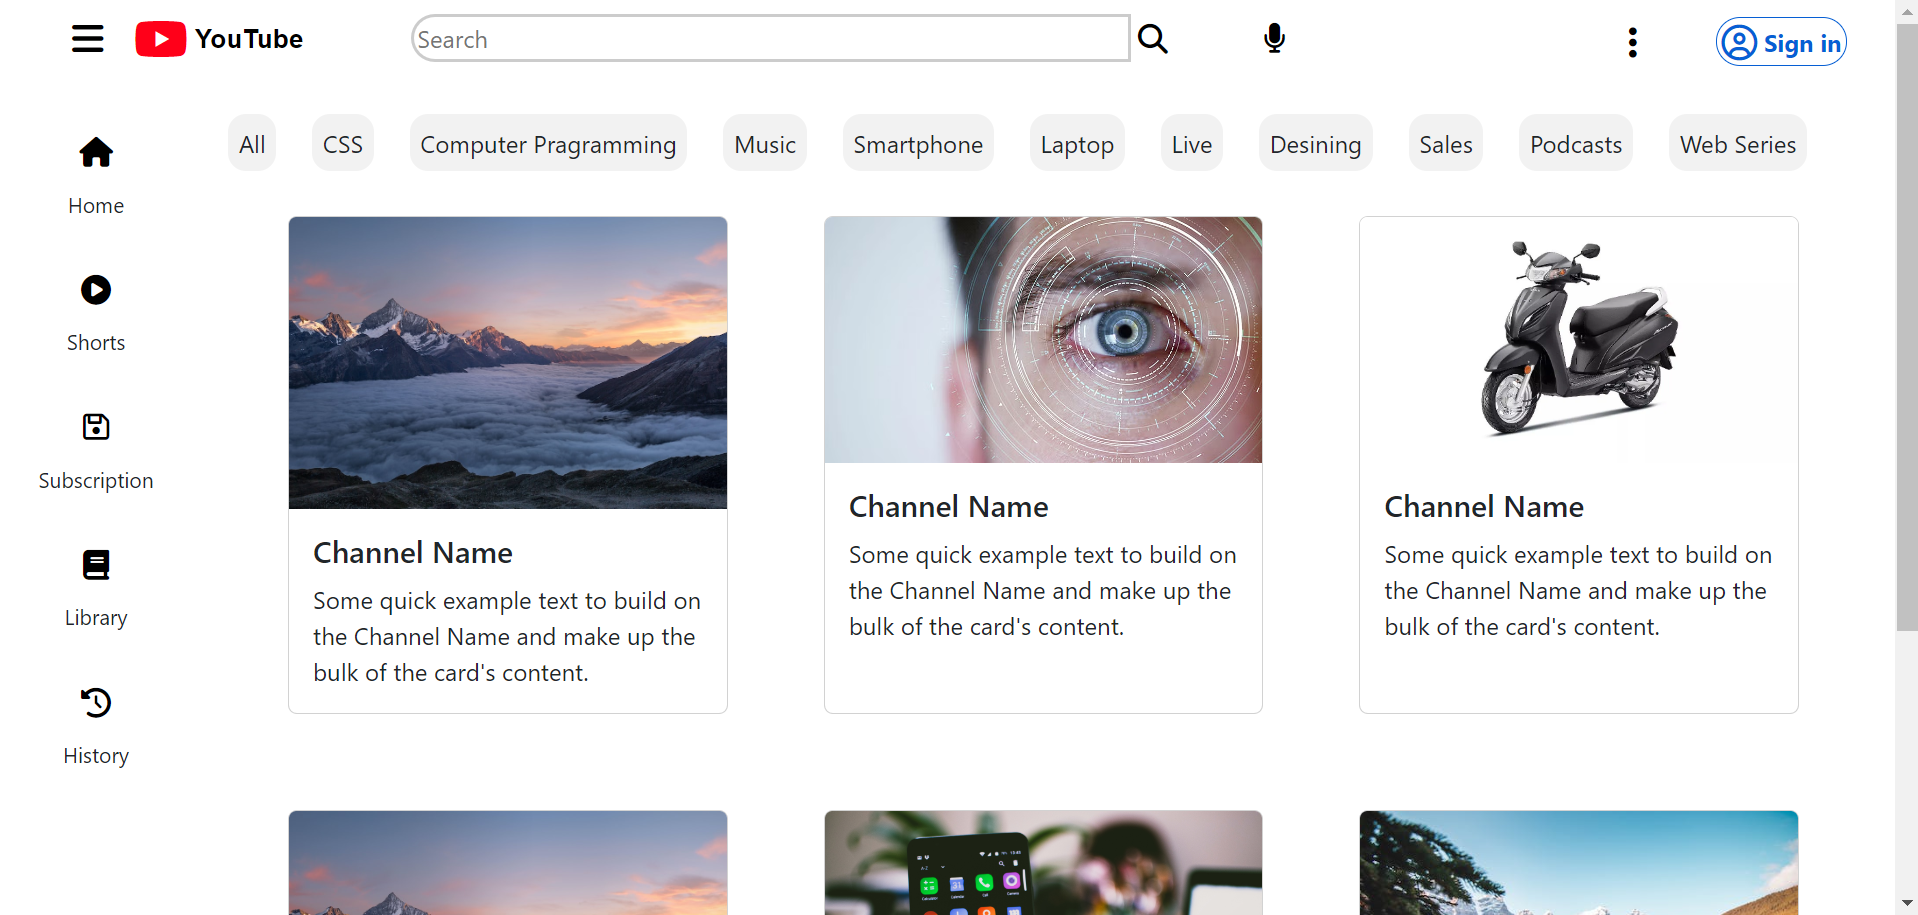 YouTube
Search
Sign in
All
CSS
Computer Pragramming
Music
Smartphone
Laptop
Live
Desining
Sales
Podcasts
Web Series
Home
Shorts
Subscription
Library
History
Channel Name
Some quick example text to build on
the Channel Name and make up the
bulk of the card's content.
Channel Name
Some quick example text to build on
the Channel Name and make up the
bulk of the card's content.
Channel Name
Some quick example text to build on
the Channel Name and make up the
bulk of the card's content.